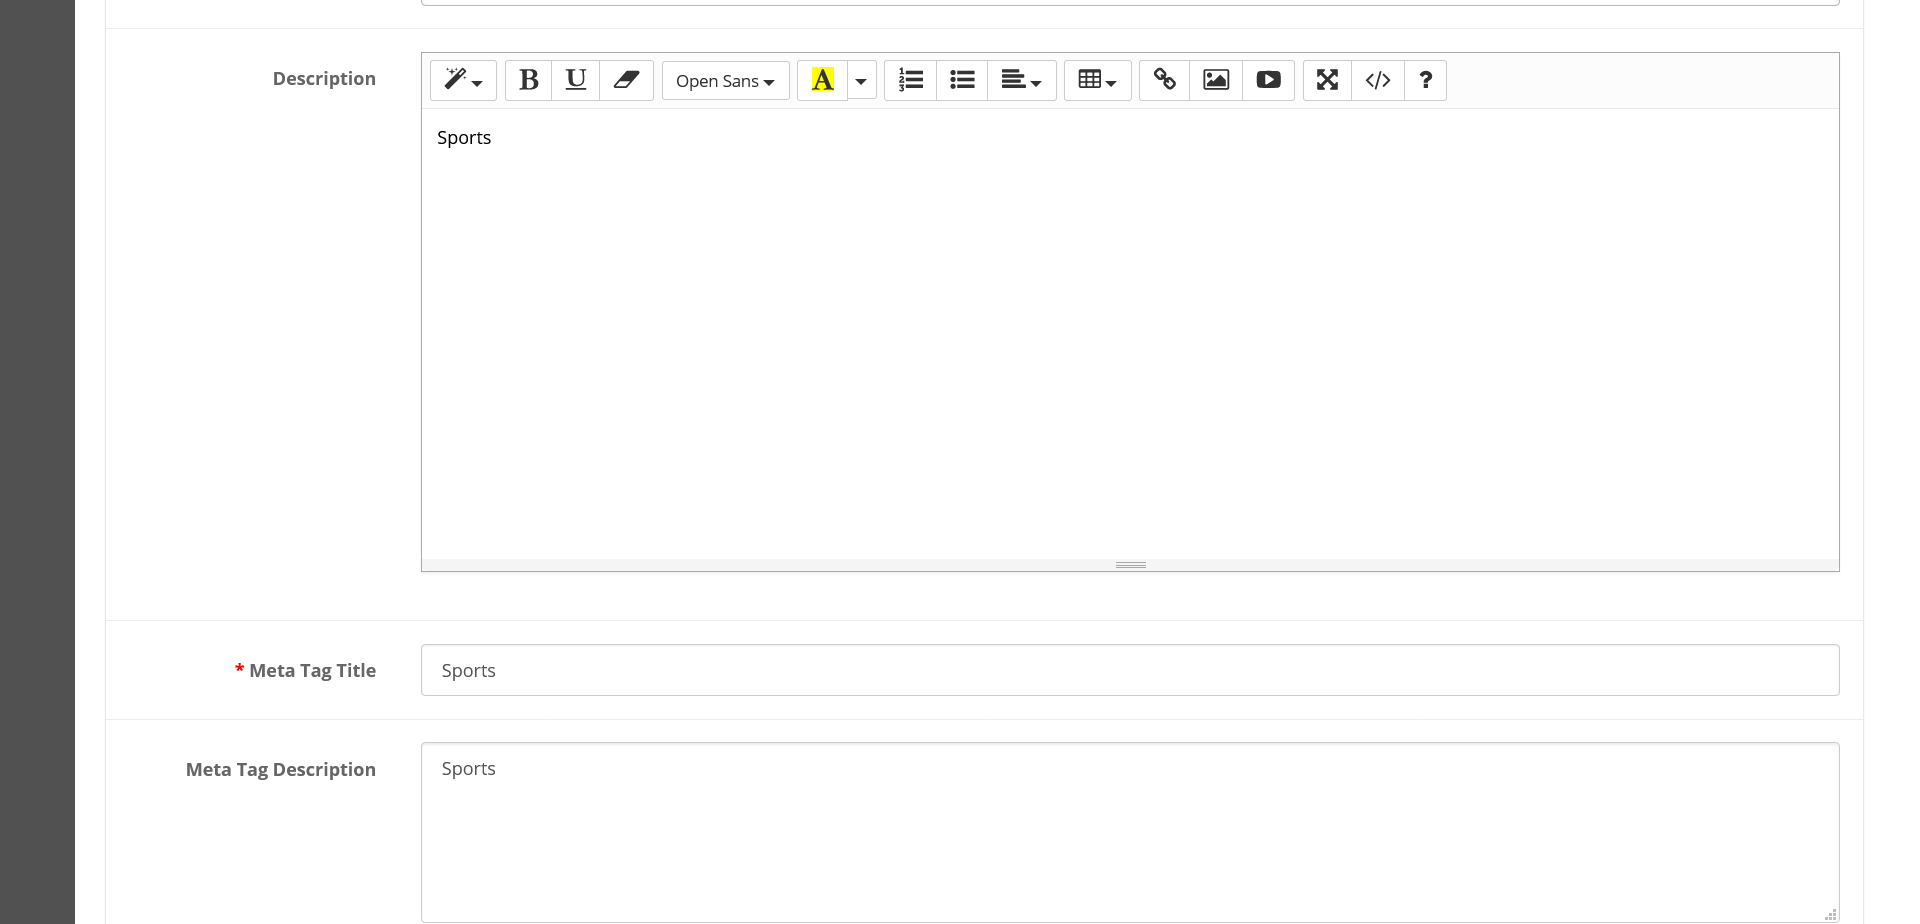 Description
B U Open Sans A </> ?
Sports
* Meta Tag Title
Sports
Meta Tag Description
Sports